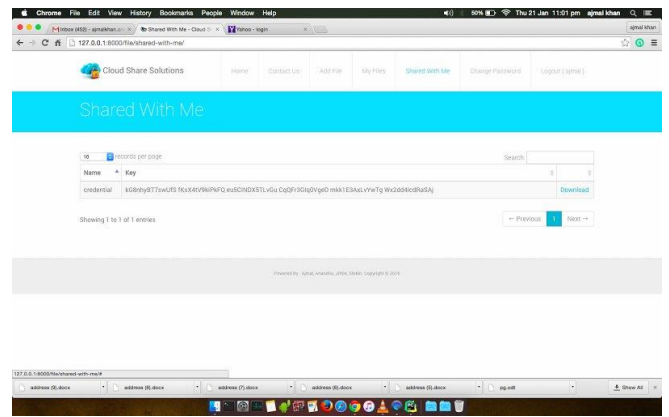 Chrome File Edit View History Bookmarks People Window Help 50% Thu 21 Jan 11:01 pm ajmal khan
Shared With Me - Cloud S Yahoo - login ajmal khan
127.0.0.1:8000/file/shared-with-me/
Cloud Share Solutions Home Contact Us Add File My Files Shared With Me Change Password Logout ( ajmal )
Shared With Me
10 records per page Search:
Name Key
credential Download
Showing 1 to 1 of 1 entries ← Previous 1 Next →
127.0.0.1:8000/file/shared-with-me/#
address (9).docx address (8).docx address (7).docx address (6).docx address (5).docx pg.odt Show All